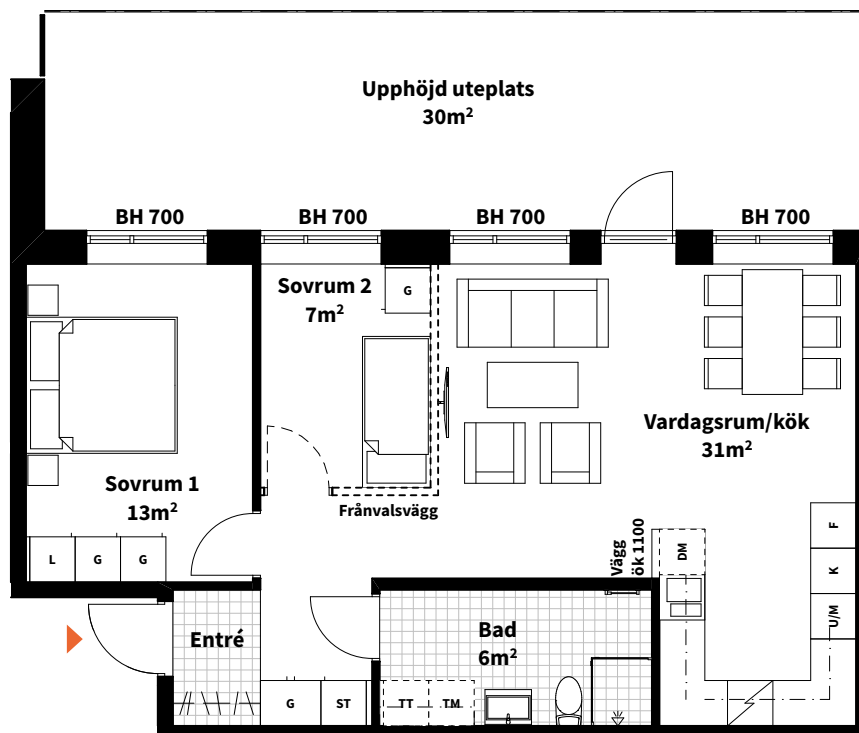 Upphöjd uteplats
30m²
BH 700
BH 700
BH 700
BH 700
Sovrum 2
7m²
G
Vardagsrum/kök
31m²
Sovrum 1
13m²
Frånvalsvägg
L
G
G
Vägg
ök 1100
DM
F
K
U/M
Entré
Bad
6m²
G
ST
TT
TM